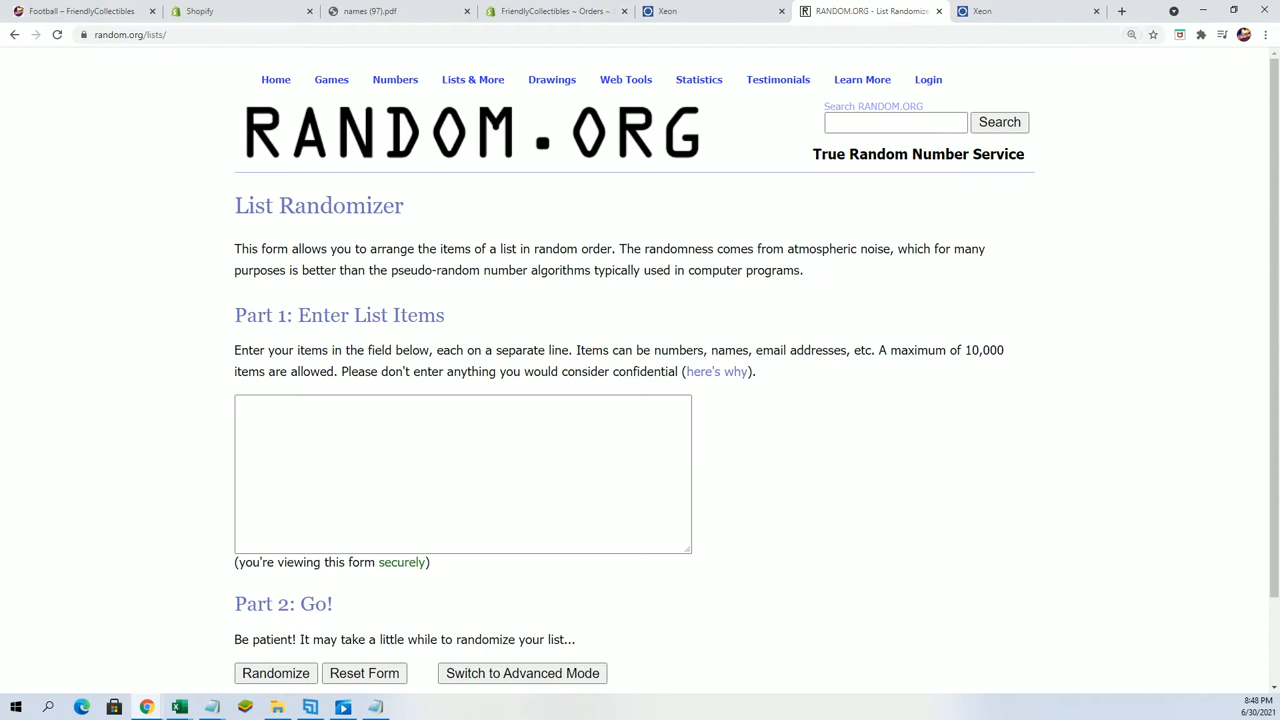 Football – FriendlyCollectibles
Shopify
names (97).pdf
FriendlyCollectibles ~ Orders ~ S
Xeon
RANDOM.ORG - List Randomize
Xeon
random.org/lists/
Home Games Numbers Lists & More Drawings Web Tools Statistics Testimonials Learn More Login
RANDOM.ORG
Search RANDOM.ORG
Search
True Random Number Service
List Randomizer
This form allows you to arrange the items of a list in random order. The randomness comes from atmospheric noise, which for many
purposes is better than the pseudo-random number algorithms typically used in computer programs.
Part 1: Enter List Items
Enter your items in the field below, each on a separate line. Items can be numbers, names, email addresses, etc. A maximum of 10,000
items are allowed. Please don't enter anything you would consider confidential (here's why).
(you're viewing this form securely)
Part 2: Go!
Be patient! It may take a little while to randomize your list...
Randomize Reset Form Switch to Advanced Mode
8:48 PM
6/30/2021